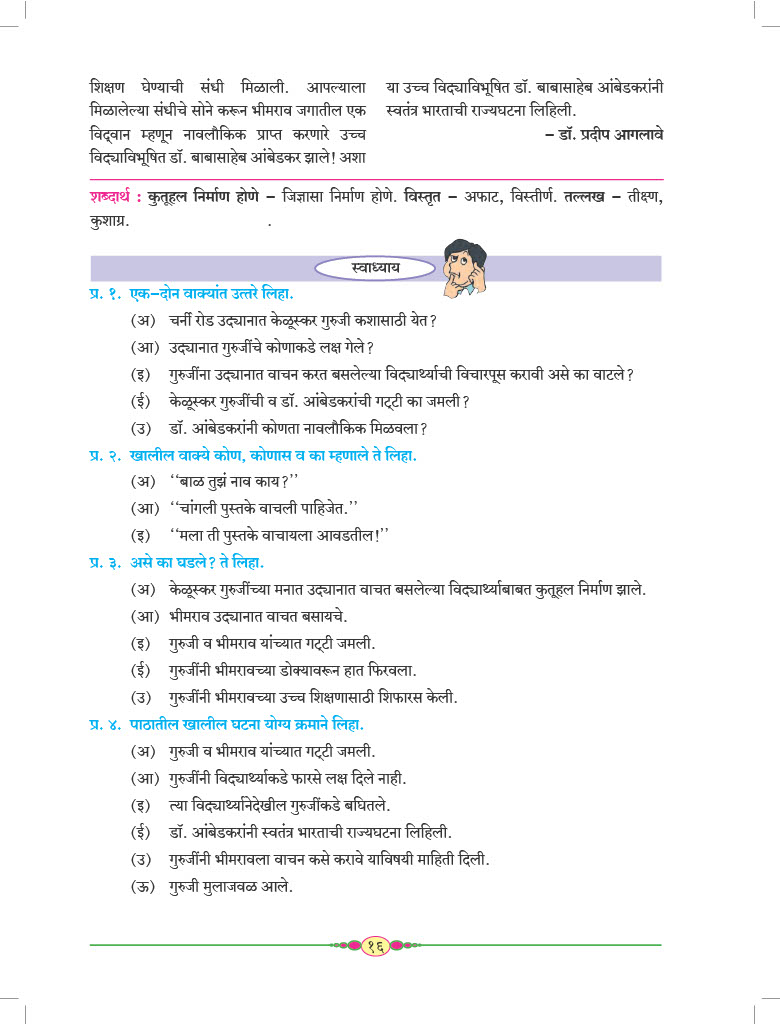 शिक्षण घेण्याची संधी मिळाली. आपल्याला
मिळालेल्या संधीचे सोने करून भीमराव जगातील एक
विद्वान म्हणून नावलौकिक प्राप्त करणारे उच्च
विद्याविभूषित डॉ. बाबासाहेब आंबेडकर झाले! अशा
या उच्च विद्याविभूषित डॉ. बाबासाहेब आंबेडकरांनी
स्वतंत्र भारताची राज्यघटना लिहिली.
– डॉ. प्रदीप आगलावे
शब्दार्थ : कुतूहल निर्माण होणे – जिज्ञासा निर्माण होणे. विस्तृत – अफाट, विस्तीर्ण. तल्लख – तीक्ष्ण,
कुशाग्र. .
स्वाध्याय
प्र. १. एक–दोन वाक्यांत उत्तरे लिहा.
(अ) चर्नी रोड उद्यानात केळूस्कर गुरुजी कशासाठी येत?
(आ) उद्यानात गुरुजींचे कोणाकडे लक्ष गेले?
(इ) गुरुजींना उद्यानात वाचन करत बसलेल्या विद्यार्थ्याची विचारपूस करावी असे का वाटले?
(ई) केळूस्कर गुरुजींची व डॉ. आंबेडकरांची गट्टी का जमली?
(उ) डॉ. आंबेडकरांनी कोणता नावलौकिक मिळवला?
प्र. २. खालील वाक्ये कोण, कोणास व का म्हणाले ते लिहा.
(अ) ‘‘बाळ तुझं नाव काय?’’
(आ) ‘‘चांगली पुस्तके वाचली पाहिजेत.’’
(इ) ‘‘मला ती पुस्तके वाचायला आवडतील!’’
प्र. ३. असे का घडले? ते लिहा.
(अ) केळूस्कर गुरुजींच्या मनात उद्यानात वाचत बसलेल्या विद्यार्थ्याबाबत कुतूहल निर्माण झाले.
(आ) भीमराव उद्यानात वाचत बसायचे.
(इ) गुरुजी व भीमराव यांच्यात गट्टी जमली.
(ई) गुरुजींनी भीमरावच्या डोक्यावरून हात फिरवला.
(उ) गुरुजींनी भीमरावच्या उच्च शिक्षणासाठी शिफारस केली.
प्र. ४. पाठातील खालील घटना योग्य क्रमाने लिहा.
(अ) गुरुजी व भीमराव यांच्यात गट्टी जमली.
(आ) गुरुजींनी विद्यार्थ्याकडे फारसे लक्ष दिले नाही.
(इ) त्या विद्यार्थ्यानेदेखील गुरुजींकडे बघितले.
(ई) डॉ. आंबेडकरांनी स्वतंत्र भारताची राज्यघटना लिहिली.
(उ) गुरुजींनी भीमरावला वाचन कसे करावे याविषयी माहिती दिली.
(ऊ) गुरुजी मुलाजवळ आले.
१६